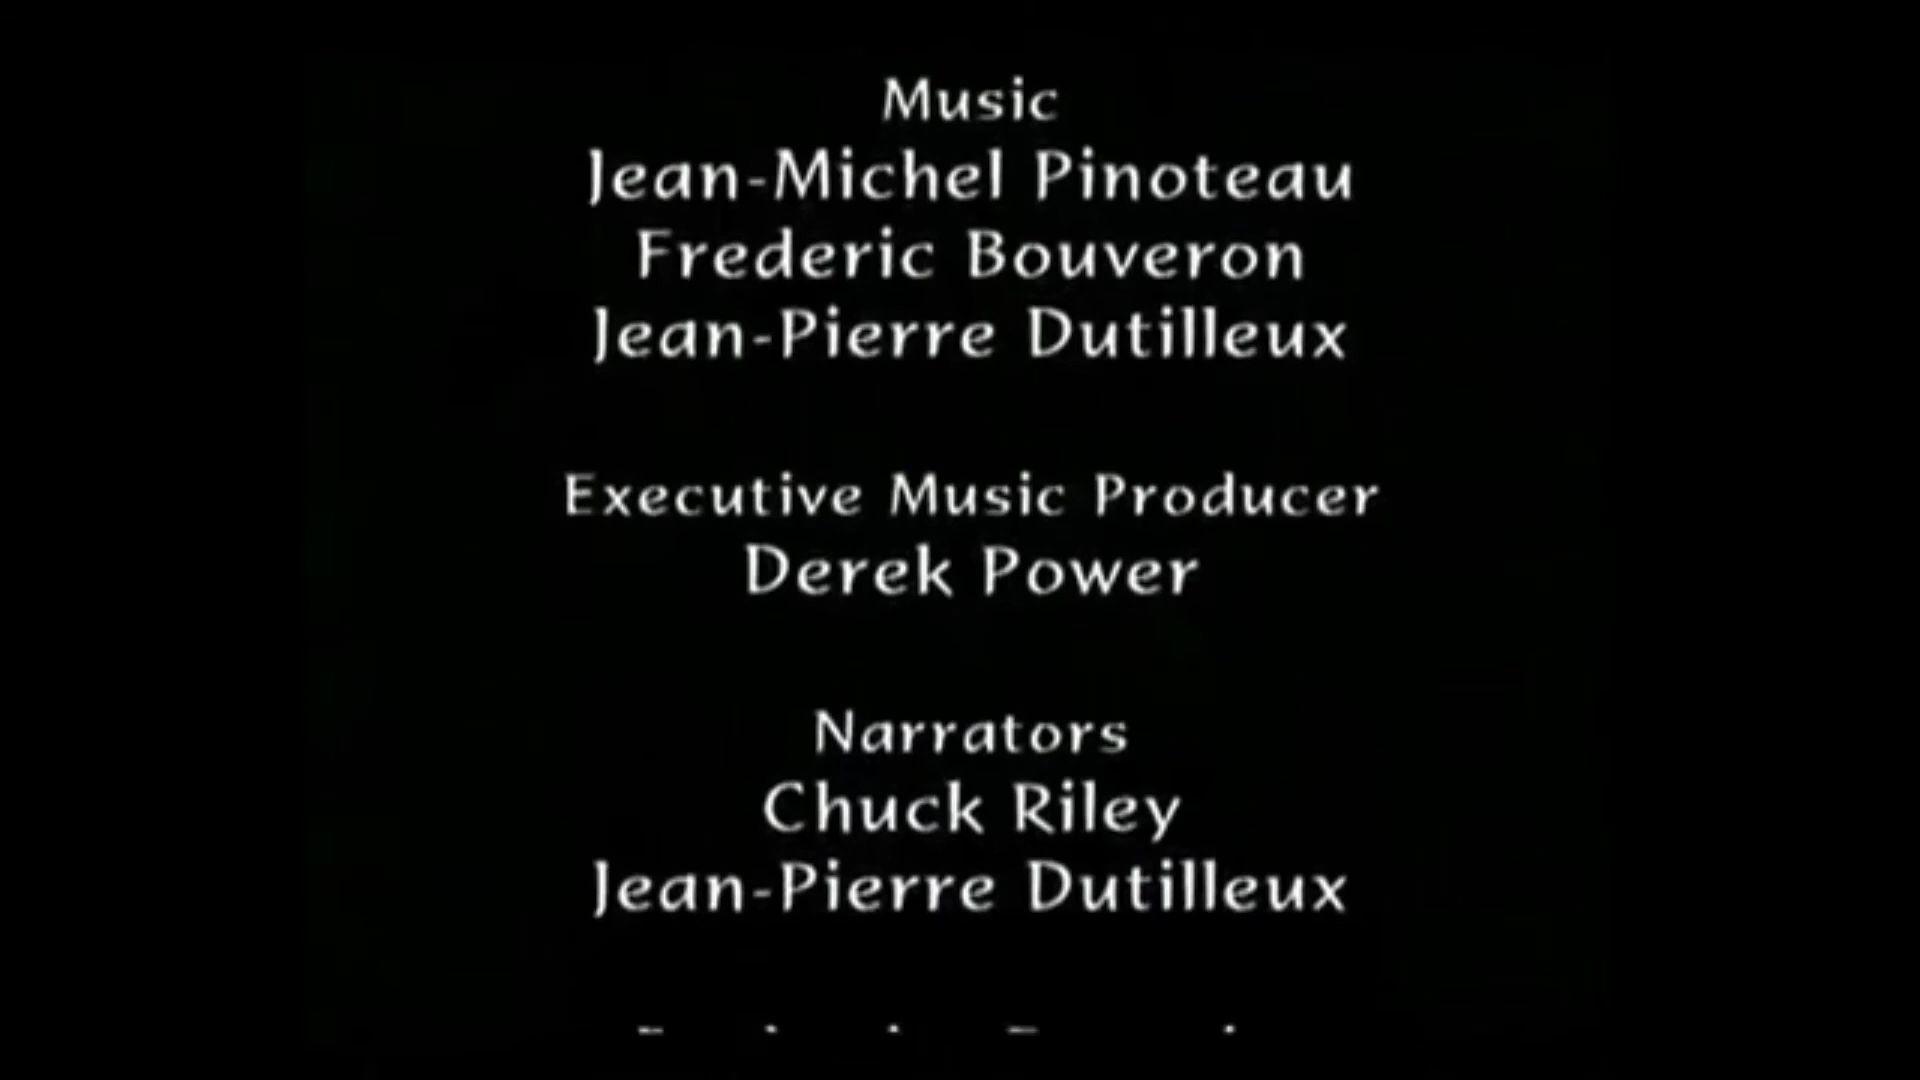 Music
Jean-Michel Pinoteau
Frederic Bouveron
Jean-Pierre Dutilleux
Executive Music Producer
Derek Power
Narrators
Chuck Riley
Jean-Pierre Dutilleux